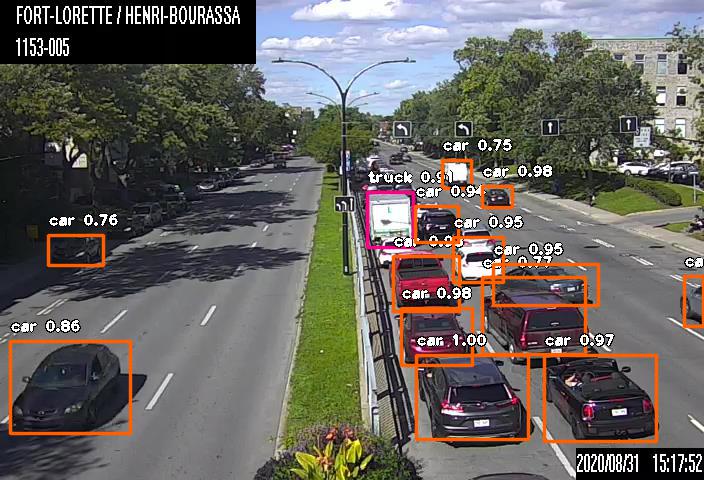 FORT-LORETTE / HENRI-BOURASSA
1153-005
car 0.75
truck 0.91
car 0.98
car 0.94
car 0.76
car 0.95
car 0.95
0.77
car 0.98
car 0.86
car 1.00
car 0.97
2020/08/31 15:17:52